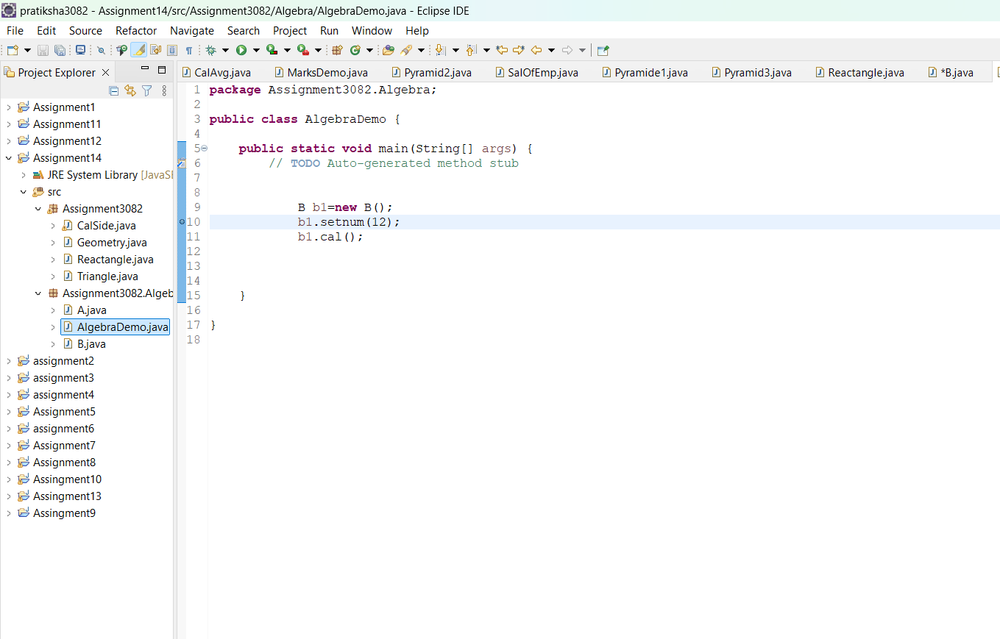 pratiksha3082 - Assignment14/src/Assignment3082/Algebra/AlgebraDemo.java - Eclipse IDE
File Edit Source Refactor Navigate Search Project Run Window Help
Project Explorer
CalAvg.java MarksDemo.java Pyramid2.java SalOfEmp.java Pyramide1.java Pyramid3.java Reactangle.java *B.java
Assignment1
Assignment11
Assignment12
Assignment14
JRE System Library [JavaSI
src
Assignment3082
CalSide.java
Geometry.java
Reactangle.java
Triangle.java
Assignment3082.Algeb
A.java
AlgebraDemo.java
B.java
assignment2
assignment3
assignment4
Assignment5
assignment6
Assignment7
Assignment8
Assingment10
Assingment13
Assingment9
1 package Assignment3082.Algebra;
2
3 public class AlgebraDemo {
4
5 public static void main(String[] args) {
6 // TODO Auto-generated method stub
7
8
9 B b1=new B();
10 b1.setnum(12);
11 b1.cal();
12
13
14
15 }
16
17 }
18